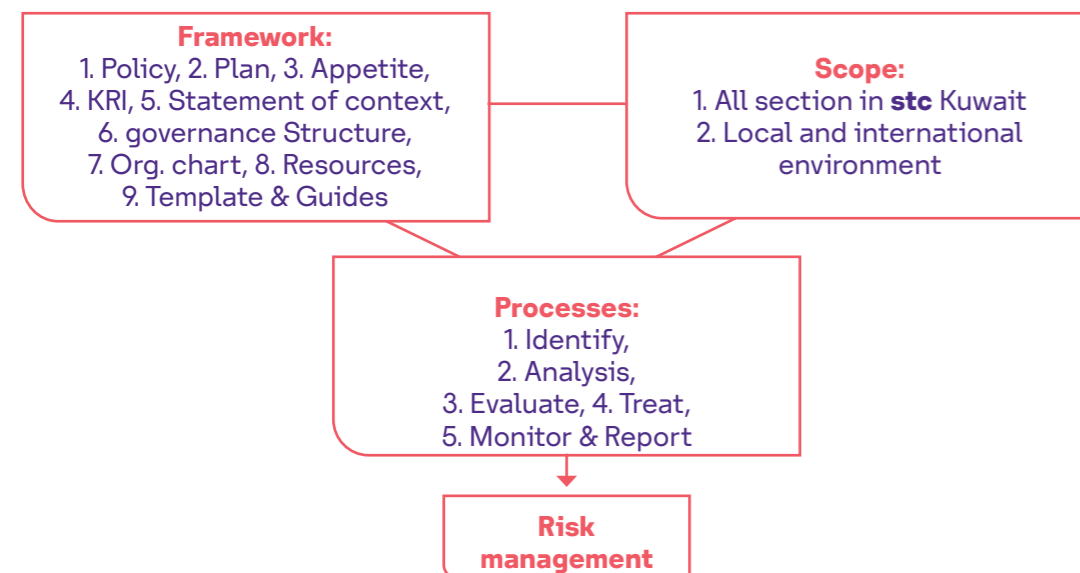 Framework:
1. Policy, 2. Plan, 3. Appetite,
4. KRI, 5. Statement of context,
6. governance Structure,
7. Org. chart, 8. Resources,
9. Template & Guides
Scope:
1. All section in stc Kuwait
2. Local and international
environment
Processes:
1. Identify,
2. Analysis,
3. Evaluate, 4. Treat,
5. Monitor & Report
Risk
management